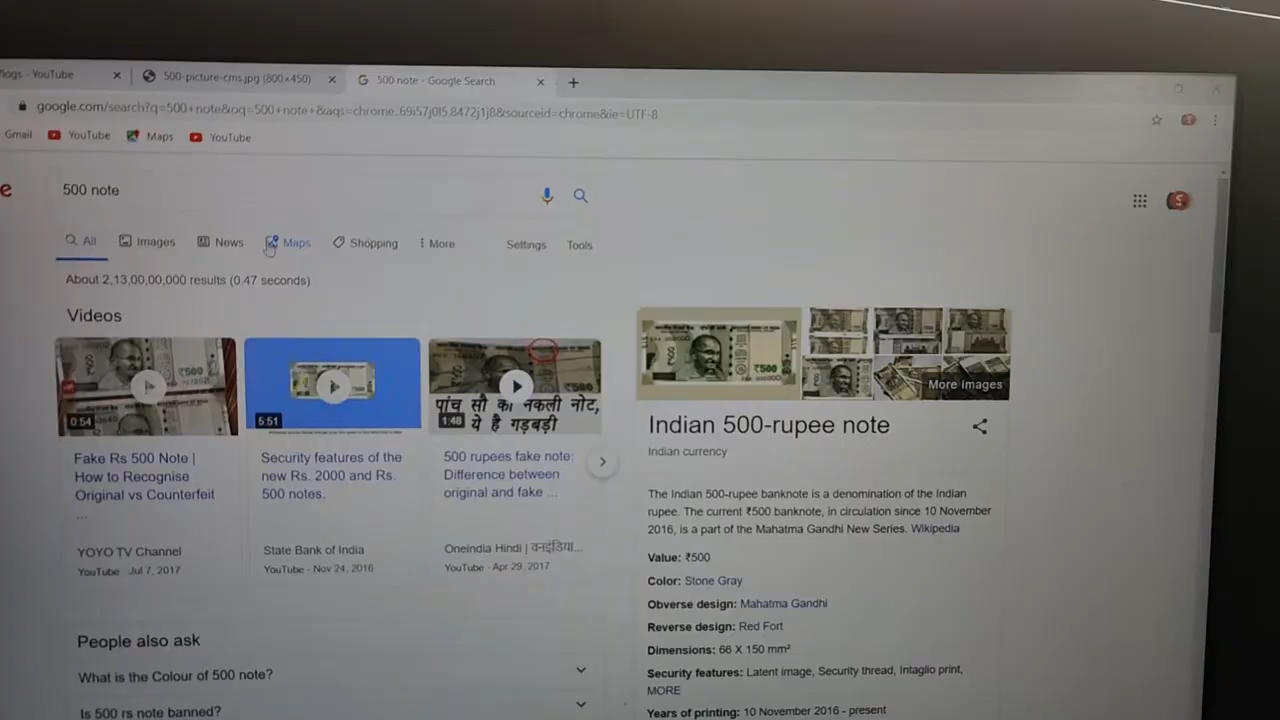 logs - YouTube
500-picture-cms.jpg (800×450)
500 note - Google Search
google.com/search?q=500+note&oq=500+note+&aqs=chrome..69i57j0l5.8472j1j8&sourceid=chrome&ie=UTF-8
Gmail YouTube Maps YouTube
e
500 note
All Images News Maps Shopping More Settings Tools
About 2,13,00,00,000 results (0.47 seconds)
Videos
₹500
0:54
Fake Rs 500 Note |
How to Recognise
Original vs Counterfeit
...
YOYO TV Channel
YouTube · Jul 7, 2017
5:51
Security features of the
new Rs. 2000 and Rs.
500 notes.
State Bank of India
YouTube - Nov 24, 2016
₹500
पांच सौ का नकली नोट,
1:48 ये है गड़बड़ी
500 rupees fake note:
Difference between
original and fake ...
Oneindia Hindi | वनइंडिया...
YouTube · Apr 29, 2017
People also ask
What is the Colour of 500 note?
Is 500 rs note banned?
S
More Images
Indian 500-rupee note
Indian currency
The Indian 500-rupee banknote is a denomination of the Indian
rupee. The current ₹500 banknote, in circulation since 10 November
2016, is a part of the Mahatma Gandhi New Series. Wikipedia
Value: ₹500
Color: Stone Gray
Obverse design: Mahatma Gandhi
Reverse design: Red Fort
Dimensions: 66 X 150 mm²
Security features: Latent image, Security thread, Intaglio print,
MORE
Years of printing: 10 November 2016 - present